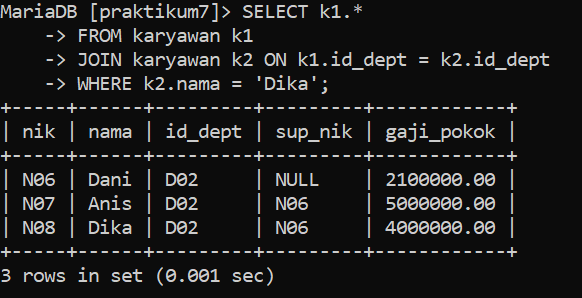 MariaDB [praktikum7]> SELECT k1.*
    -> FROM karyawan k1
    -> JOIN karyawan k2 ON k1.id_dept = k2.id_dept
    -> WHERE k2.nama = 'Dika';
+-----+------+---------+---------+------------+
| nik | nama | id_dept | sup_nik | gaji_pokok |
+-----+------+---------+---------+------------+
| N06 | Dani | D02     | NULL    | 2100000.00 |
| N07 | Anis | D02     | N06     | 5000000.00 |
| N08 | Dika | D02     | N06     | 4000000.00 |
+-----+------+---------+---------+------------+
3 rows in set (0.001 sec)